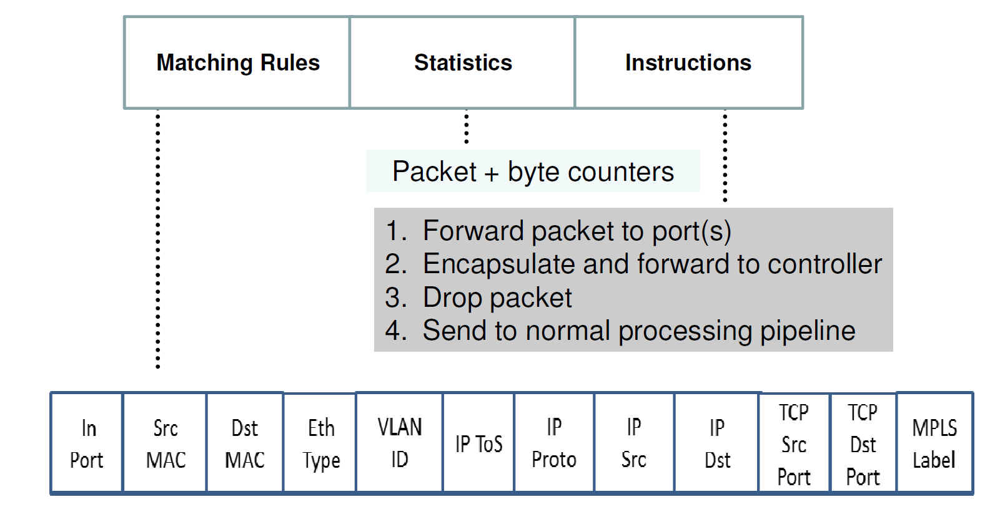 Matching Rules
Statistics
Instructions
Packet + byte counters
1. Forward packet to port(s)
2. Encapsulate and forward to controller
3. Drop packet
4. Send to normal processing pipeline
In
Port
Src
MAC
Dst
MAC
Eth
Type
VLAN
ID
IP ToS
IP
Proto
IP
Src
IP
Dst
TCP
Src
Port
TCP
Dst
Port
MPLS
Label